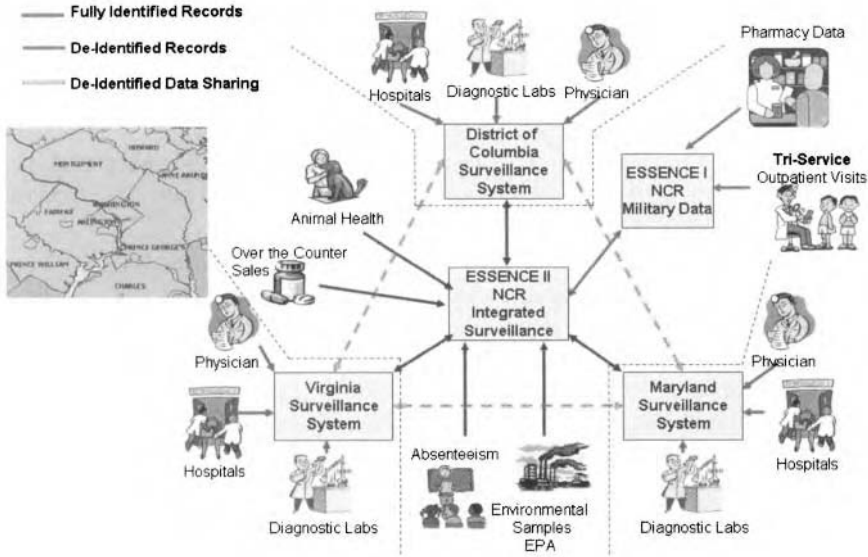 Fully Identified Records
De-Identified Records
De-Identified Data Sharing
Hospitals
Diagnostic Labs
Physician
Pharmacy Data
District of
Columbia
Surveillance
System
ESSENCE I
NCR
Military Data
Tri-Service
Outpatient Visits
MONTGOMERY
HOWARD
ANNE ARUNDEL
WASHINGTON
FAIRFAX
ARLINGTON
PRINCE GEORGE'S
PRINCE WILLIAM
CHARLES
Animal Health
Over the Counter
Sales
ESSENCE II
NCR
Integrated
Surveillance
Physician
Virginia
Surveillance
System
Hospitals
Diagnostic Labs
Absenteeism
Environmental
Samples
EPA
Maryland
Surveillance
System
Physician
Hospitals
Diagnostic Labs